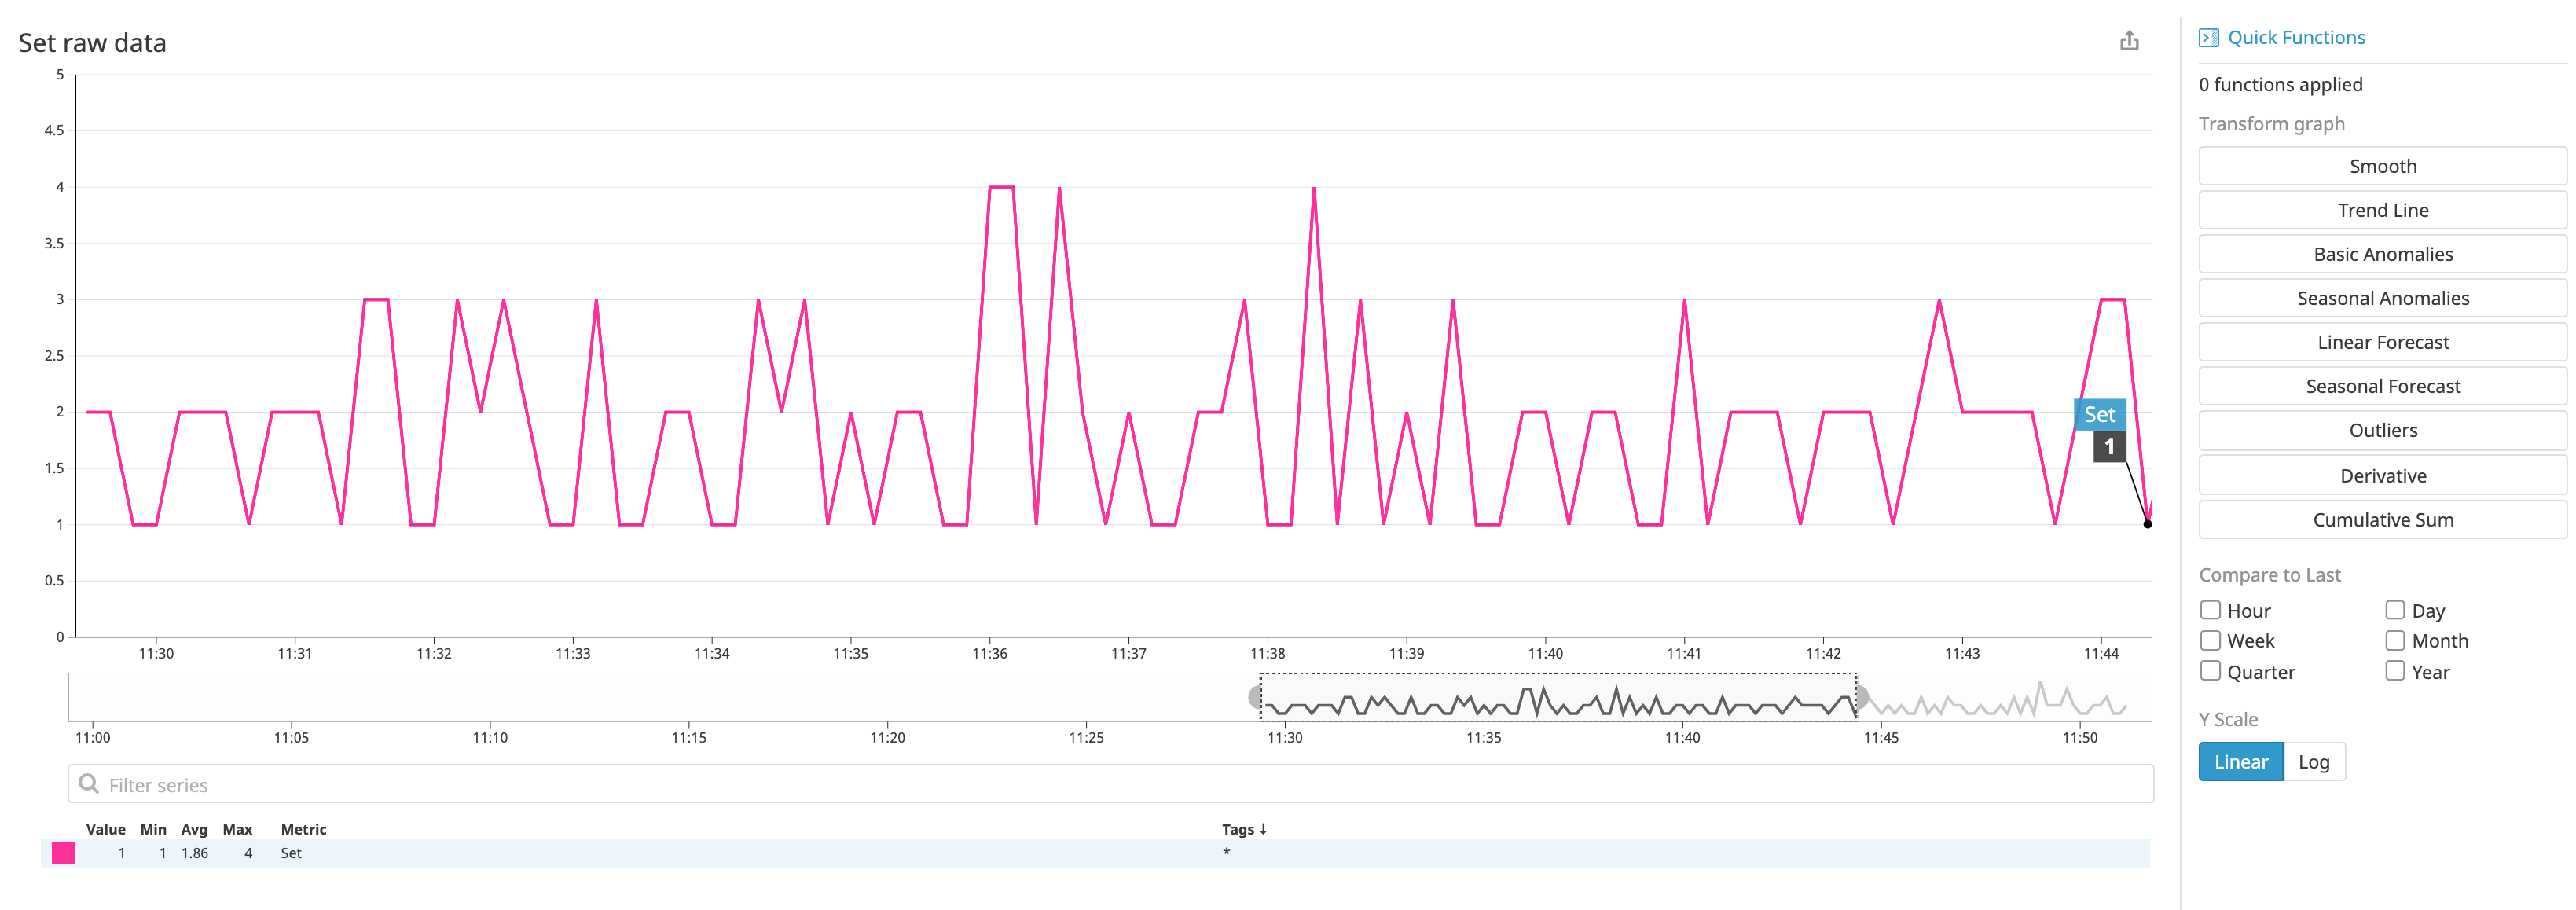 Set raw data
5
4.5
4
3.5
3
2.5
2
1.5
1
0.5
0
Set
1
11:30 11:31 11:32 11:33 11:34 11:35 11:36 11:37 11:38 11:39 11:40 11:41 11:42 11:43 11:44
11:00 11:05 11:10 11:15 11:20 11:25 11:30 11:35 11:40 11:45 11:50
Filter series
Value Min Avg Max Metric Tags ↓
1 1 1.86 4 Set *
Quick Functions
0 functions applied
Transform graph
Smooth
Trend Line
Basic Anomalies
Seasonal Anomalies
Linear Forecast
Seasonal Forecast
Outliers
Derivative
Cumulative Sum
Compare to Last
Hour Day
Week Month
Quarter Year
Y Scale
Linear Log